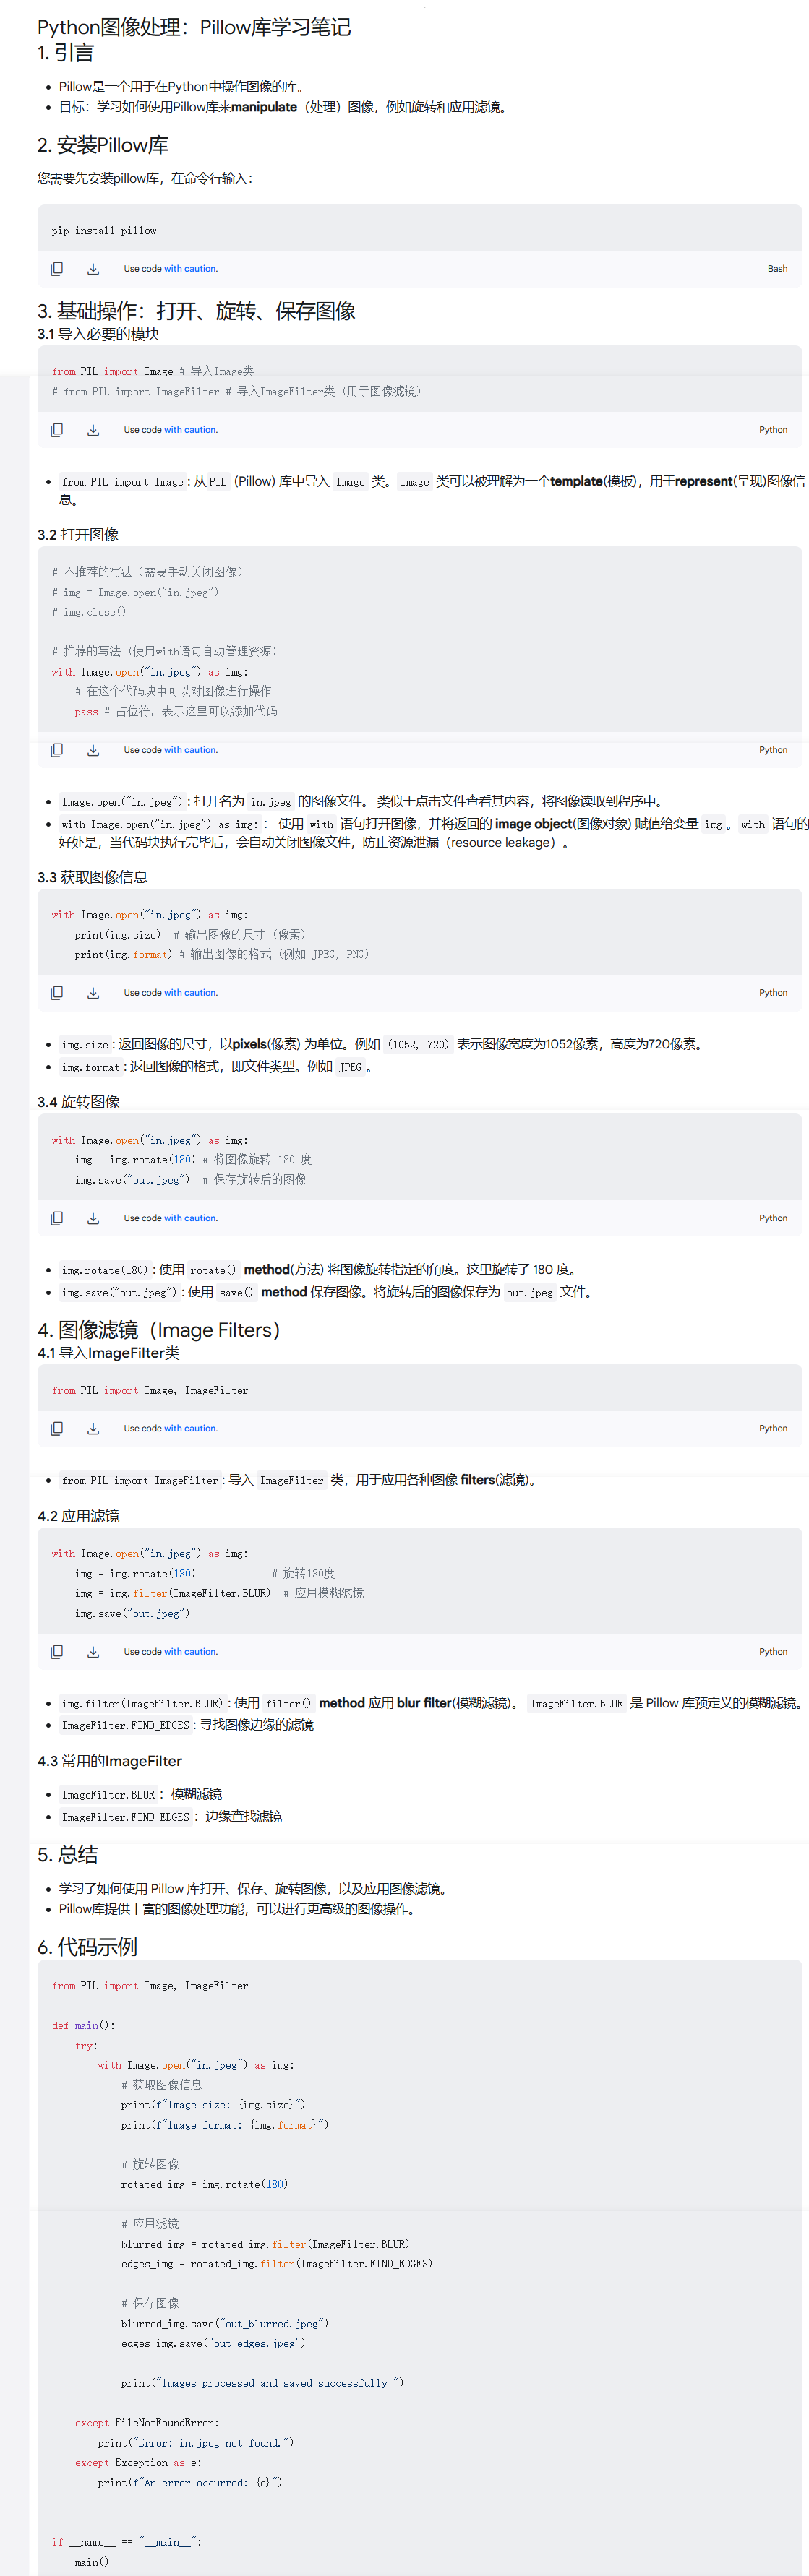 Python图像处理：Pillow库学习笔记
1. 引言
• Pillow是一个用于在Python中操作图像的库。
• 目标：学习如何使用Pillow库来manipulate（处理）图像，例如旋转和应用滤镜。
2. 安装Pillow库
您需要先安装pillow库，在命令行输入：
pip install pillow
Use code with caution.
Bash
3. 基础操作：打开、旋转、保存图像
3.1 导入必要的模块
from PIL import Image # 导入Image类
# from PIL import ImageFilter # 导入ImageFilter类（用于图像滤镜）
Use code with caution.
Python
• from PIL import Image: 从 PIL (Pillow) 库中导入 Image 类。Image 类可以被理解为一个template(模板)，用于represent(呈现)图像信
息。
3.2 打开图像
# 不推荐的写法（需要手动关闭图像）
# img = Image.open("in.jpeg")
# img.close()
# 推荐的写法（使用with语句自动管理资源）
with Image.open("in.jpeg") as img:
    # 在这个代码块中可以对图像进行操作
    pass # 占位符，表示这里可以添加代码
Use code with caution.
Python
• Image.open("in.jpeg"): 打开名为 in.jpeg 的图像文件。 类似于点击文件查看其内容，将图像读取到程序中。
• with Image.open("in.jpeg") as img:： 使用 with 语句打开图像，并将返回的 image object(图像对象) 赋值给变量 img 。with 语句的
好处是，当代码块执行完毕后，会自动关闭图像文件，防止资源泄漏（resource leakage）。
3.3 获取图像信息
with Image.open("in.jpeg") as img:
    print(img.size)  # 输出图像的尺寸（像素）
    print(img.format) # 输出图像的格式（例如 JPEG, PNG）
Use code with caution.
Python
• img.size: 返回图像的尺寸，以pixels(像素) 为单位。例如 (1052, 720) 表示图像宽度为1052像素，高度为720像素。
• img.format: 返回图像的格式，即文件类型。例如 JPEG 。
3.4 旋转图像
with Image.open("in.jpeg") as img:
    img = img.rotate(180) # 将图像旋转 180 度
    img.save("out.jpeg")  # 保存旋转后的图像
Use code with caution.
Python
• img.rotate(180): 使用 rotate() method(方法) 将图像旋转指定的角度。这里旋转了 180 度。
• img.save("out.jpeg"): 使用 save() method 保存图像。将旋转后的图像保存为 out.jpeg 文件。
4. 图像滤镜（Image Filters）
4.1 导入ImageFilter类
from PIL import Image, ImageFilter
Use code with caution.
Python
• from PIL import ImageFilter: 导入 ImageFilter 类，用于应用各种图像 filters(滤镜)。
4.2 应用滤镜
with Image.open("in.jpeg") as img:
    img = img.rotate(180)             # 旋转180度
    img = img.filter(ImageFilter.BLUR)  # 应用模糊滤镜
    img.save("out.jpeg")
Use code with caution.
Python
• img.filter(ImageFilter.BLUR): 使用 filter() method 应用 blur filter(模糊滤镜)。 ImageFilter.BLUR 是 Pillow 库预定义的模糊滤镜。
• ImageFilter.FIND_EDGES: 寻找图像边缘的滤镜
4.3 常用的ImageFilter
• ImageFilter.BLUR：模糊滤镜
• ImageFilter.FIND_EDGES：边缘查找滤镜
5. 总结
• 学习了如何使用 Pillow 库打开、保存、旋转图像，以及应用图像滤镜。
• Pillow库提供丰富的图像处理功能，可以进行更高级的图像操作。
6. 代码示例
from PIL import Image, ImageFilter
def main():
    try:
        with Image.open("in.jpeg") as img:
            # 获取图像信息
            print(f"Image size: {img.size}")
            print(f"Image format: {img.format}")
            # 旋转图像
            rotated_img = img.rotate(180)
            # 应用滤镜
            blurred_img = rotated_img.filter(ImageFilter.BLUR)
            edges_img = rotated_img.filter(ImageFilter.FIND_EDGES)
            # 保存图像
            blurred_img.save("out_blurred.jpeg")
            edges_img.save("out_edges.jpeg")
            print("Images processed and saved successfully!")
    except FileNotFoundError:
        print("Error: in.jpeg not found.")
    except Exception as e:
        print(f"An error occurred: {e}")
if __name__ == "__main__":
    main()